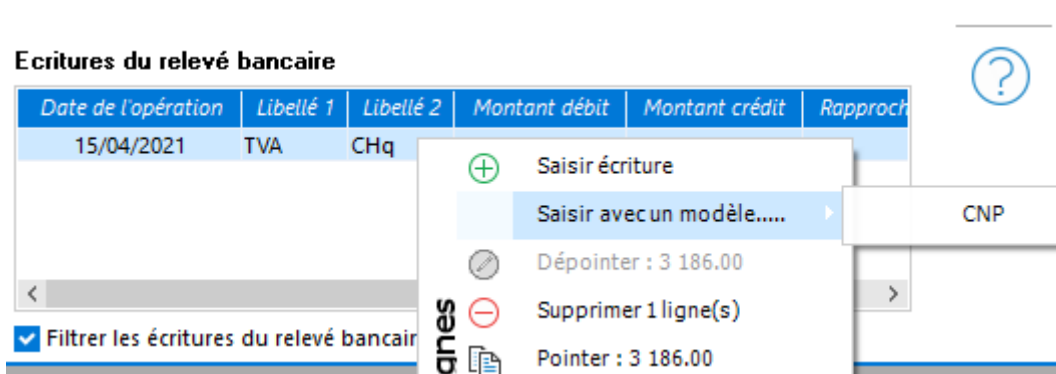 Ecritures du relevé bancaire
Date de l'opération Libellé 1 Libellé 2 Montant débit Montant crédit Rapproch
15/04/2021 TVA CHq
Saisir écriture
Saisir avec un modèle..... CNP
Dépointer : 3 186.00
Supprimer 1 ligne(s)
Filtrer les écritures du relevé bancair
gnes
Pointer : 3 186.00